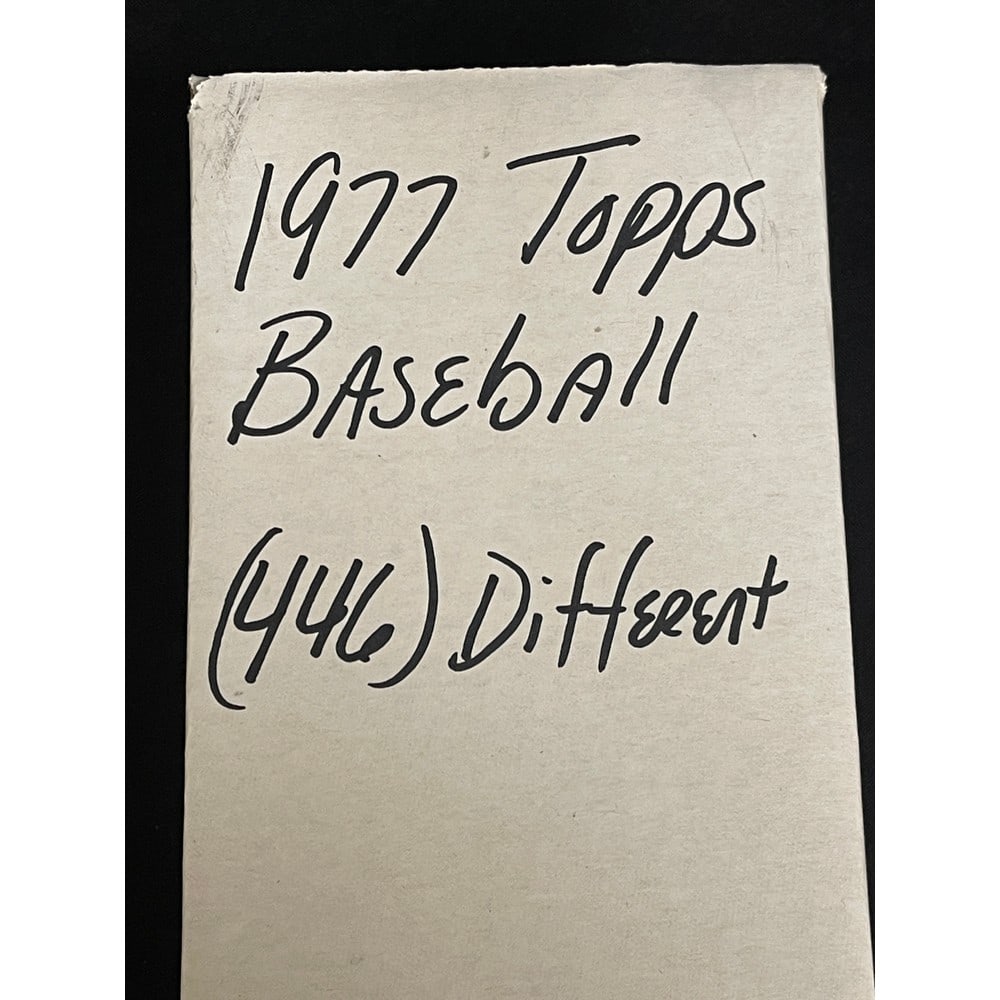 1977 Topps
BASEbAll
(446) Different